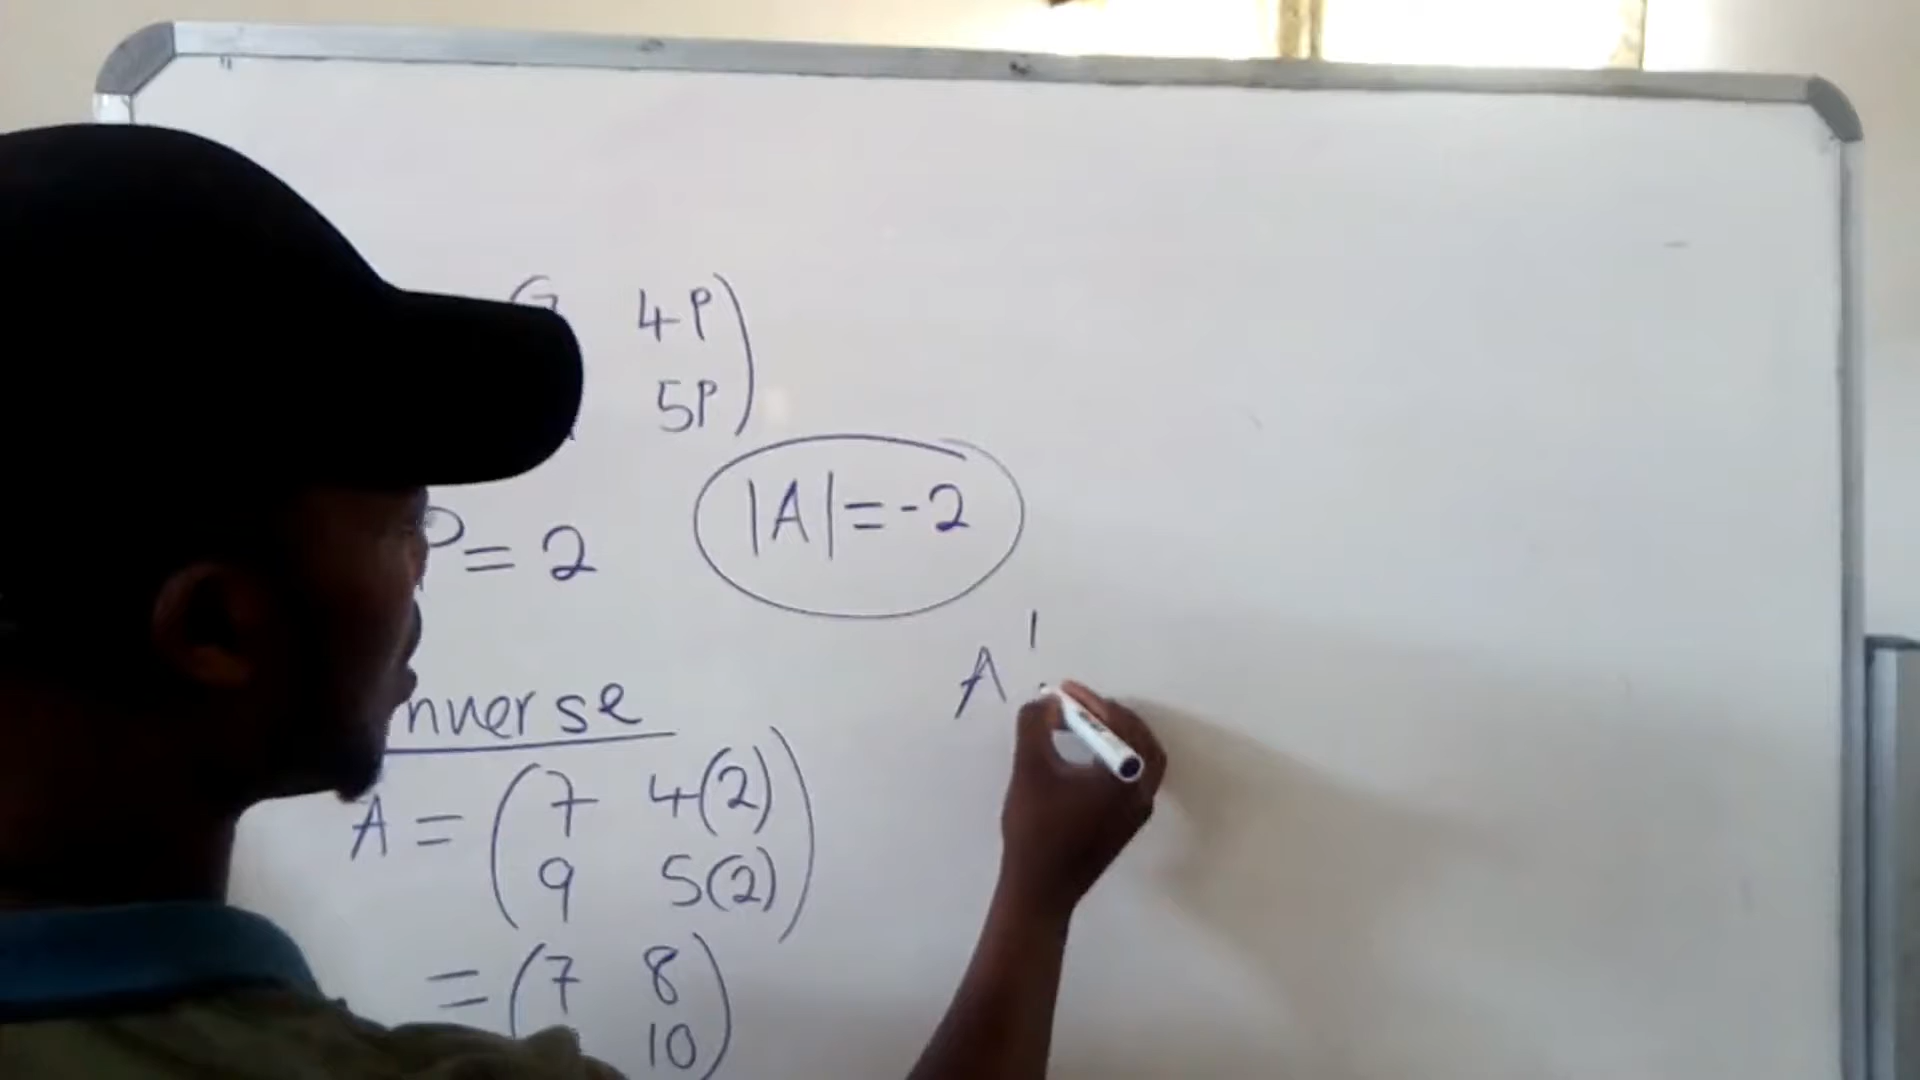 4P
5P
P = 2
|A| = -2
nverse
A
A = (7 4(2)
9 5(2))
= (7 8
10)